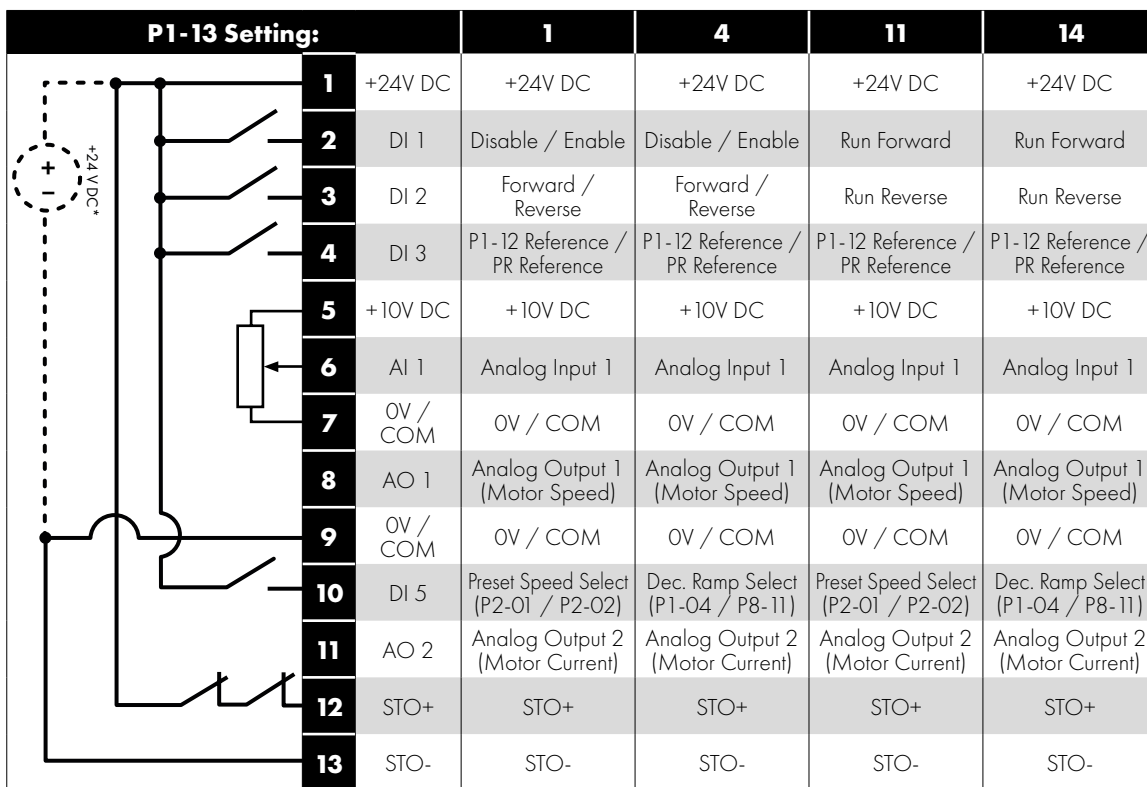 P1-13 Setting: 1 4 11 14
1 +24V DC +24V DC +24V DC +24V DC +24V DC
2 DI 1 Disable / Enable Disable / Enable Run Forward Run Forward
3 DI 2 Forward / Forward / Run Reverse Run Reverse
Reverse Reverse
4 DI 3 P1-12 Reference / P1-12 Reference / P1-12 Reference / P1-12 Reference /
PR Reference PR Reference PR Reference PR Reference
+
−
+24 V DC*
5 +10V DC +10V DC +10V DC +10V DC +10V DC
6 AI 1 Analog Input 1 Analog Input 1 Analog Input 1 Analog Input 1
7 0V / 0V / COM 0V / COM 0V / COM 0V / COM
COM
8 AO 1 Analog Output 1 Analog Output 1 Analog Output 1 Analog Output 1
(Motor Speed) (Motor Speed) (Motor Speed) (Motor Speed)
9 0V / 0V / COM 0V / COM 0V / COM 0V / COM
COM
10 DI 5 Preset Speed Select Dec. Ramp Select Preset Speed Select Dec. Ramp Select
(P2-01 / P2-02) (P1-04 / P8-11) (P2-01 / P2-02) (P1-04 / P8-11)
11 AO 2 Analog Output 2 Analog Output 2 Analog Output 2 Analog Output 2
(Motor Current) (Motor Current) (Motor Current) (Motor Current)
12 STO+ STO+ STO+ STO+ STO+
13 STO- STO- STO- STO- STO-